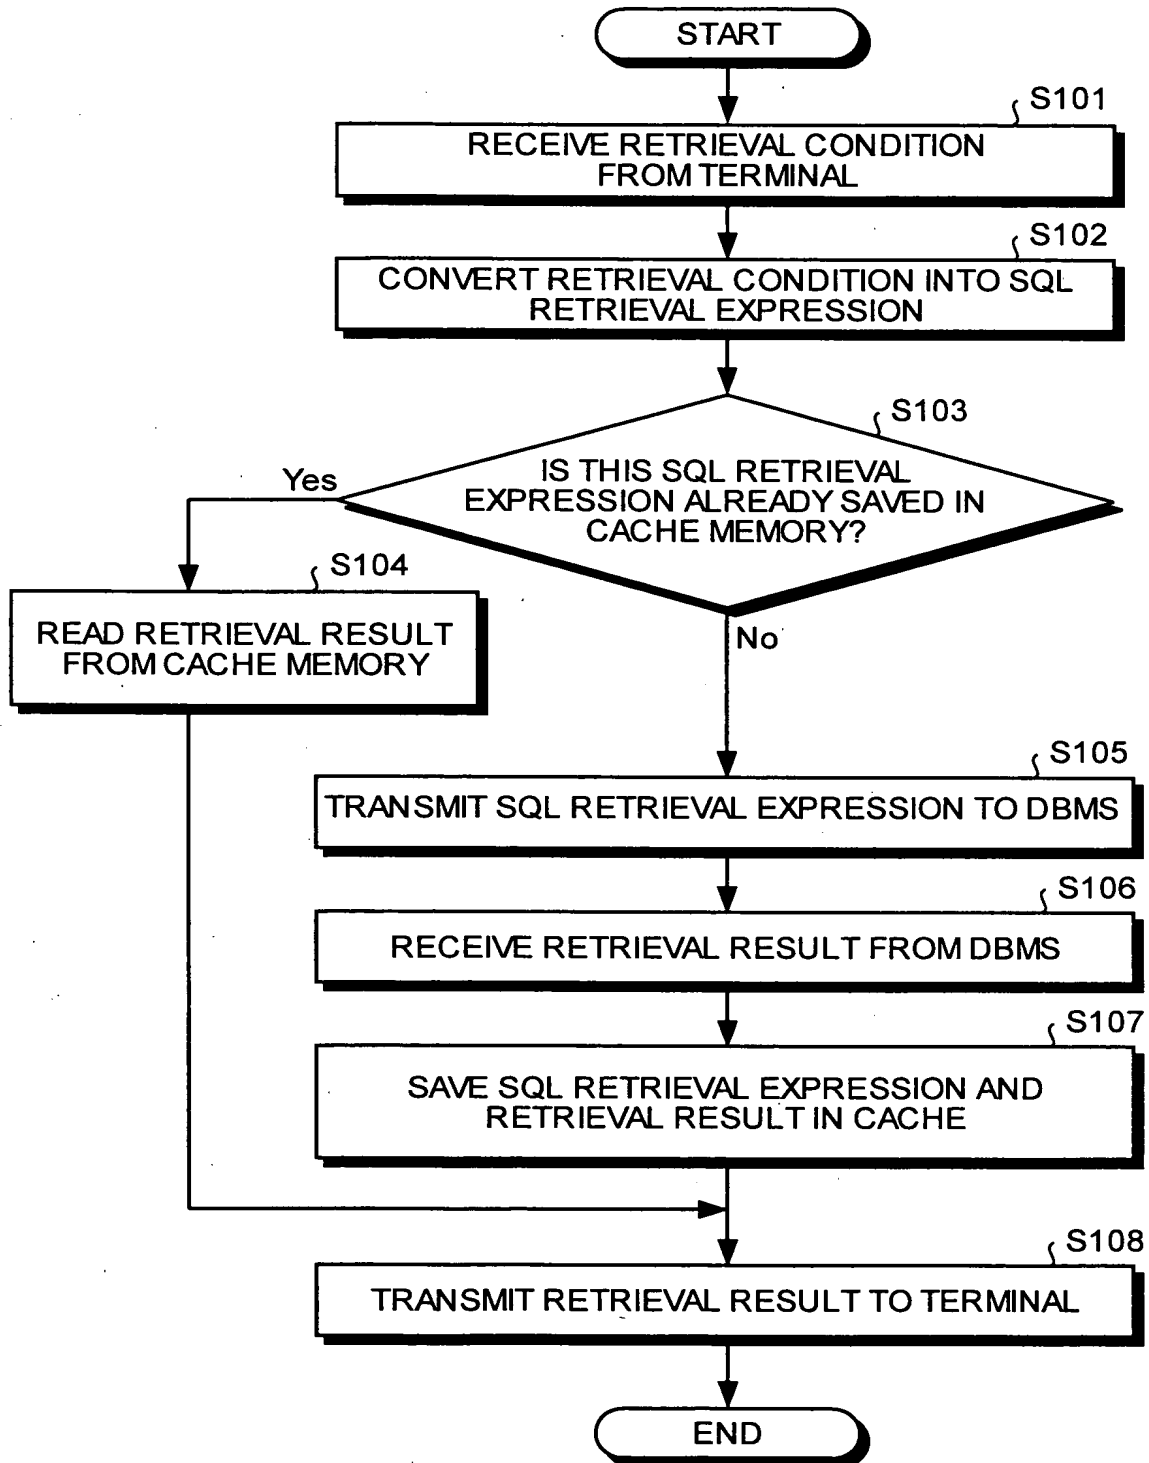 START
S101
RECEIVE RETRIEVAL CONDITION
FROM TERMINAL
S102
CONVERT RETRIEVAL CONDITION INTO SQL
RETRIEVAL EXPRESSION
S103
IS THIS SQL RETRIEVAL
EXPRESSION ALREADY SAVED IN
CACHE MEMORY?
Yes
S104
READ RETRIEVAL RESULT
FROM CACHE MEMORY
No
S105
TRANSMIT SQL RETRIEVAL EXPRESSION TO DBMS
S106
RECEIVE RETRIEVAL RESULT FROM DBMS
S107
SAVE SQL RETRIEVAL EXPRESSION AND
RETRIEVAL RESULT IN CACHE
S108
TRANSMIT RETRIEVAL RESULT TO TERMINAL
END